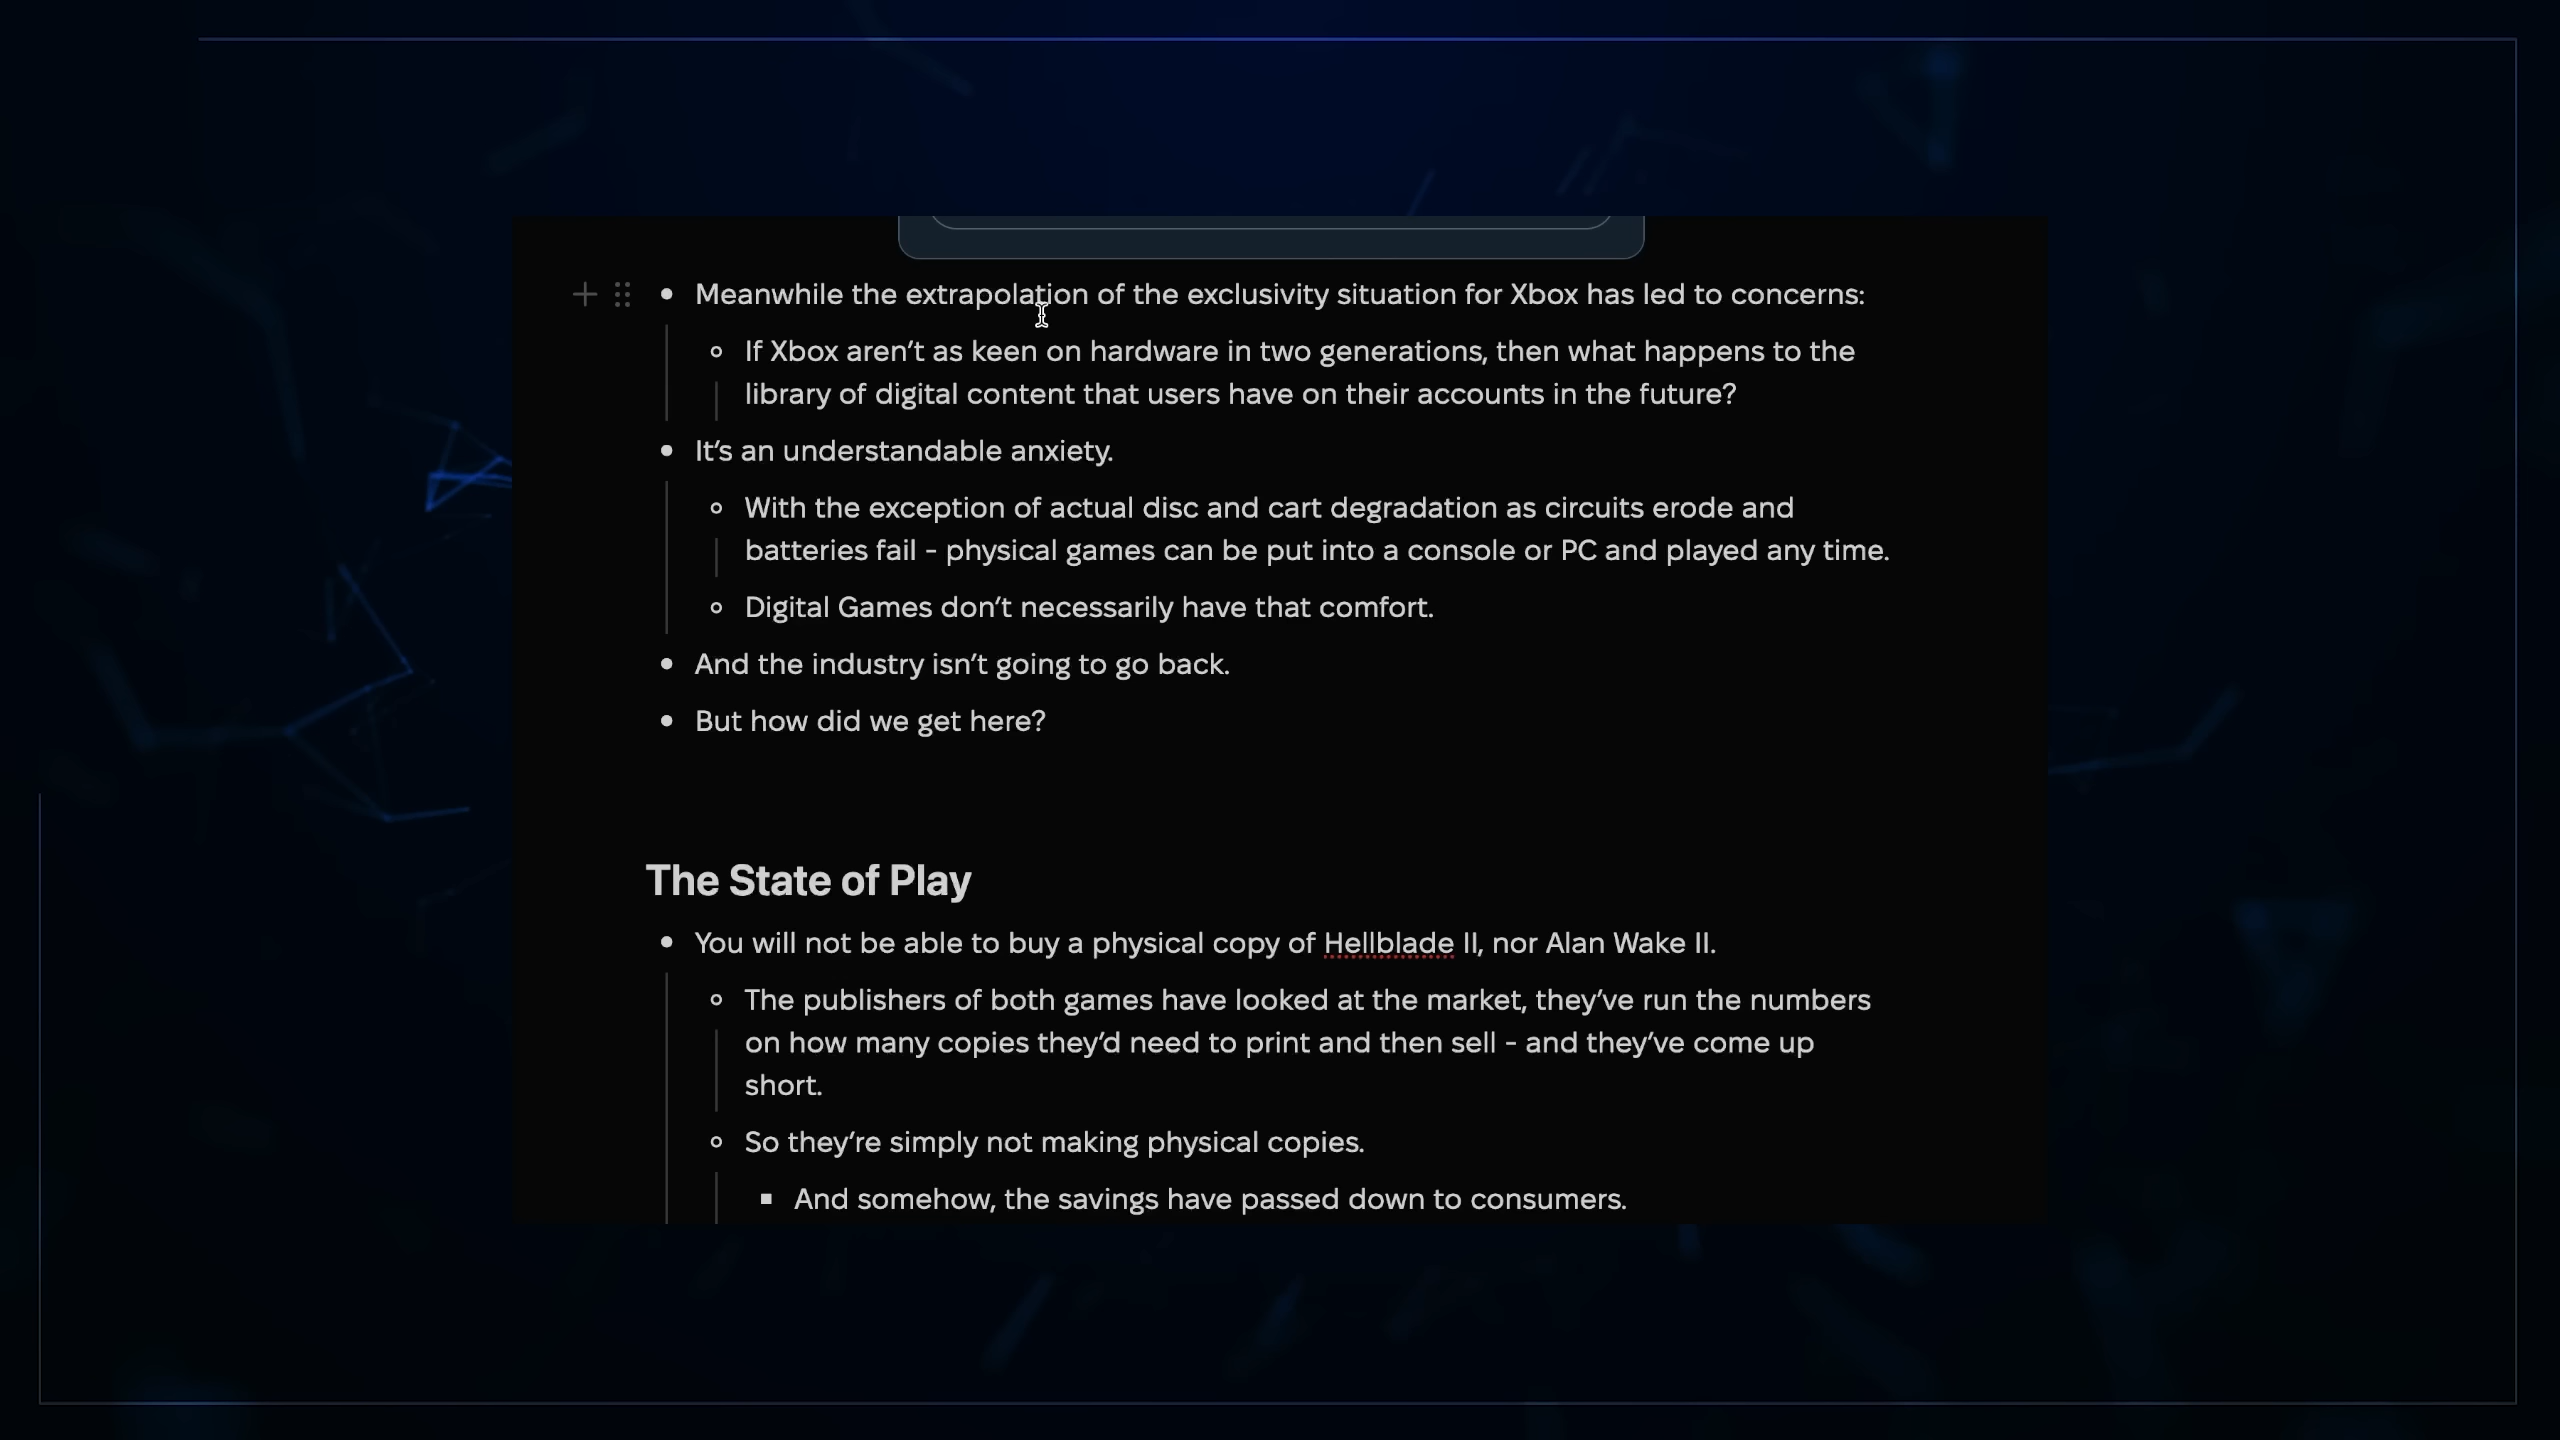 Meanwhile the extrapolation of the exclusivity situation for Xbox has led to concerns:
If Xbox aren’t as keen on hardware in two generations, then what happens to the
library of digital content that users have on their accounts in the future?
It’s an understandable anxiety.
With the exception of actual disc and cart degradation as circuits erode and
batteries fail - physical games can be put into a console or PC and played any time.
Digital Games don’t necessarily have that comfort.
And the industry isn’t going to go back.
But how did we get here?
The State of Play
You will not be able to buy a physical copy of Hellblade II, nor Alan Wake II.
The publishers of both games have looked at the market, they’ve run the numbers
on how many copies they’d need to print and then sell - and they’ve come up
short.
So they’re simply not making physical copies.
And somehow, the savings have passed down to consumers.